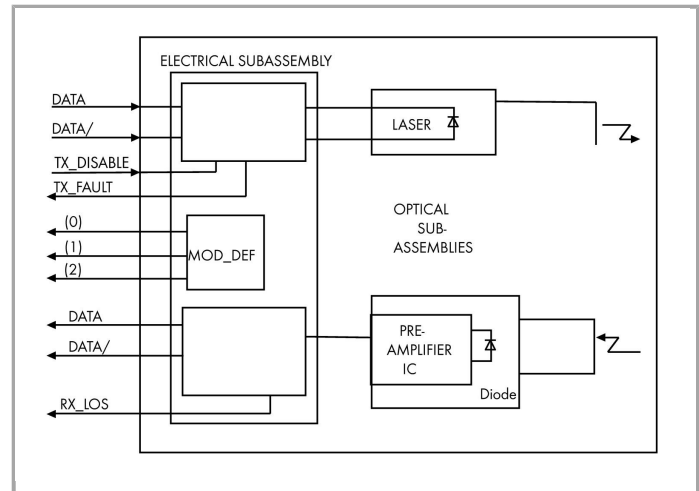 ELECTRICAL SUBASSEMBLY
DATA
DATA/
TX_DISABLE
TX_FAULT
LASER
(0)
(1)
(2)
MOD_DEF
OPTICAL
SUB-
ASSEMBLIES
DATA
DATA/
RX_LOS
PRE-
AMPLIFIER
IC
Diode